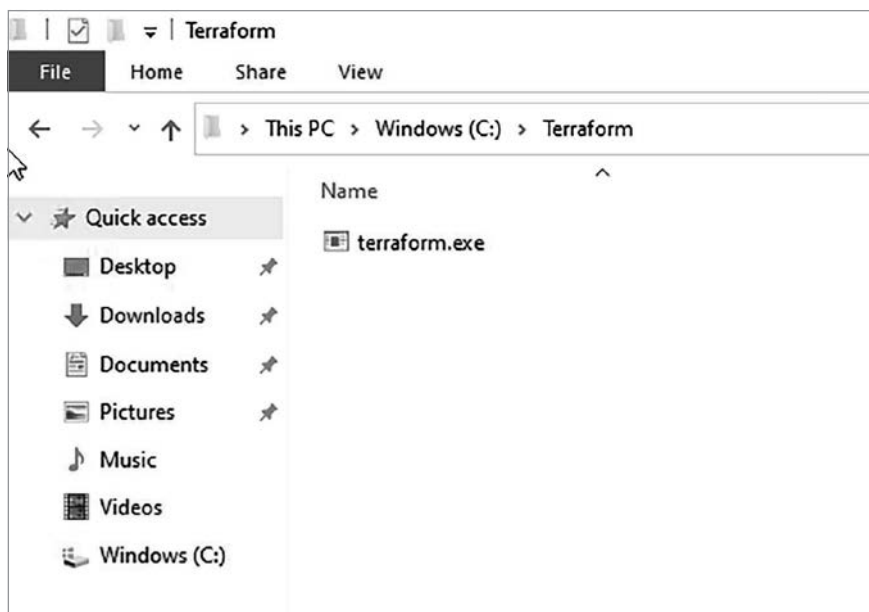 Terraform
File Home Share View
This PC > Windows (C:) > Terraform
Name
Quick access
terraform.exe
Desktop
Downloads
Documents
Pictures
Music
Videos
Windows (C:)